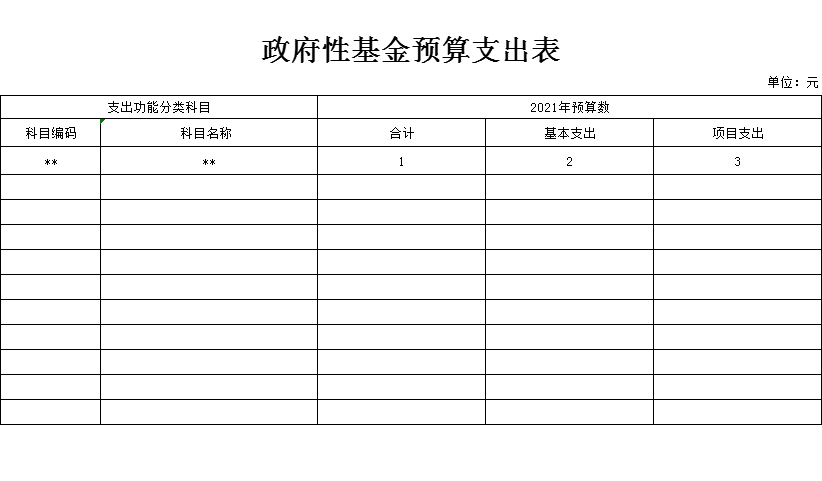 政府性基金预算支出表
单位：元
支出功能分类科目 2021年预算数
科目编码 科目名称 合计 基本支出 项目支出
** ** 1 2 3